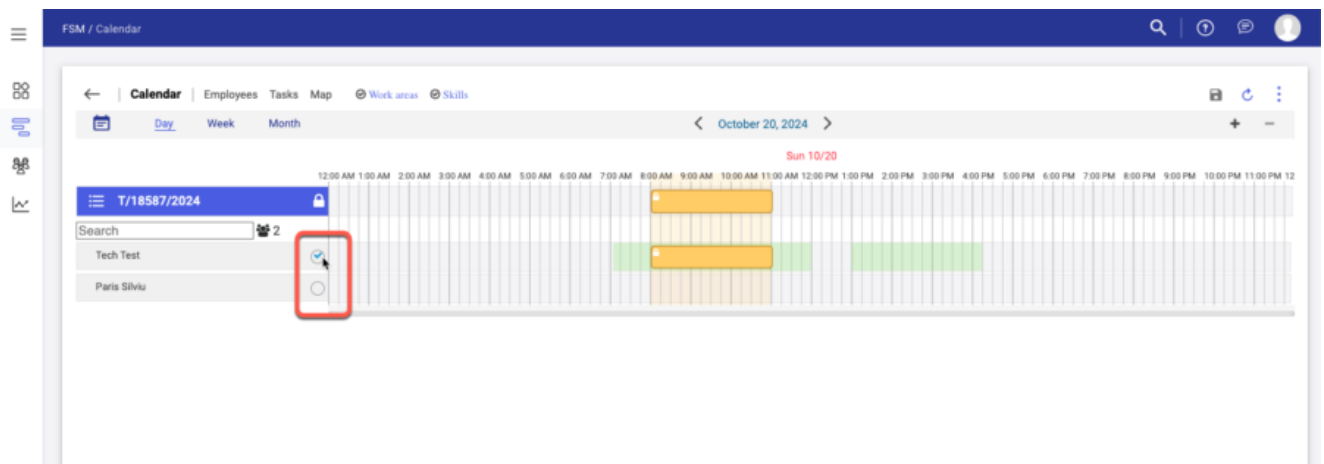 FSM / Calendar
Calendar Employees Tasks Map Work areas Skills
Day Week Month October 20, 2024
Sun 10/20
12:00 AM 1:00 AM 2:00 AM 3:00 AM 4:00 AM 5:00 AM 6:00 AM 7:00 AM 8:00 AM 9:00 AM 10:00 AM 11:00 AM 12:00 PM 1:00 PM 2:00 PM 3:00 PM 4:00 PM 5:00 PM 6:00 PM 7:00 PM 8:00 PM 9:00 PM 10:00 PM 11:00 PM 12
T/18587/2024
Search 2
Tech Test
Paris Silviu